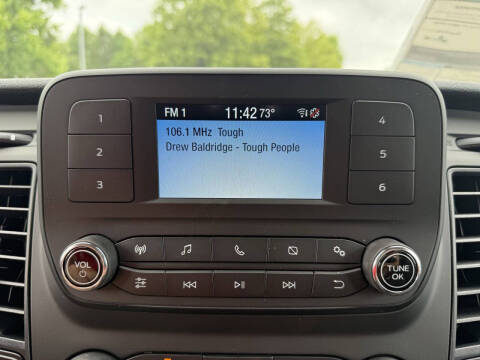 FM 1 11:42 73°
106.1 MHz Tough
Drew Baldridge - Tough People
1
2
3
4
5
6
VOL
TUNE
OK